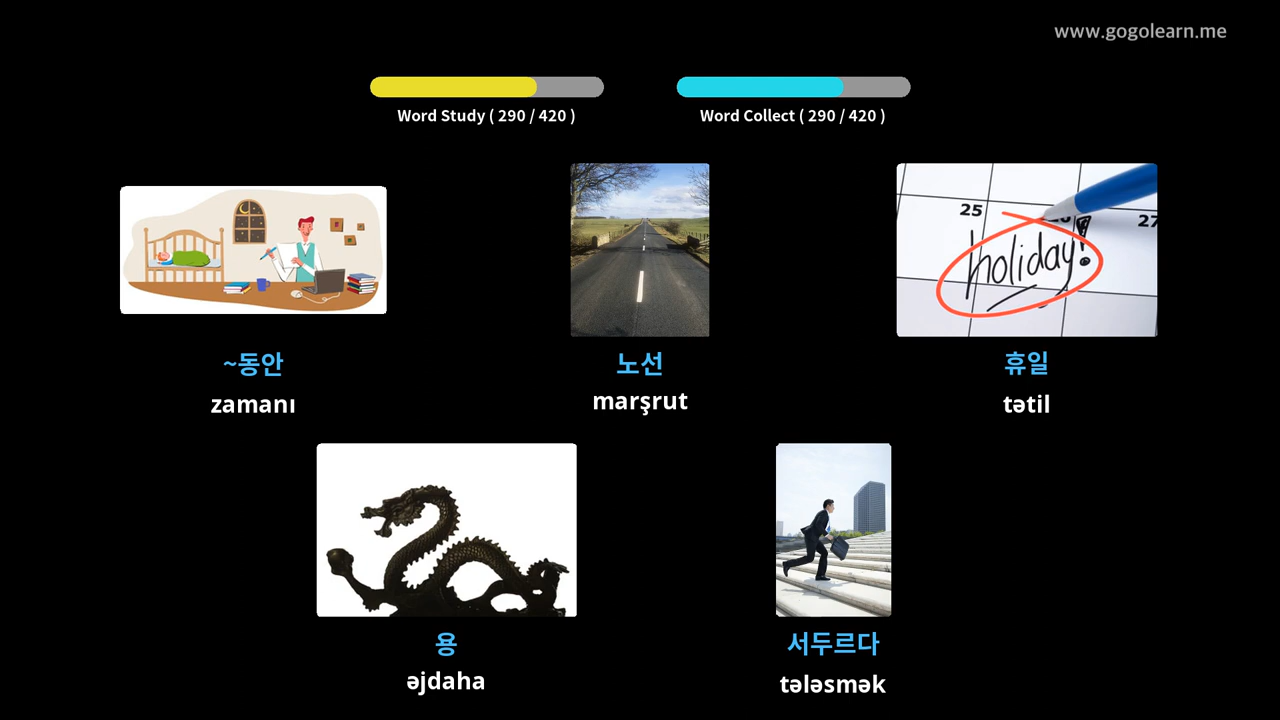 www.gogolearn.me
Word Study ( 290 / 420 )
Word Collect ( 290 / 420 )
25
27
holiday!
~동안
노선
휴일
zamanı
marşrut
tətil
용
서두르다
əjdaha
tələsmək